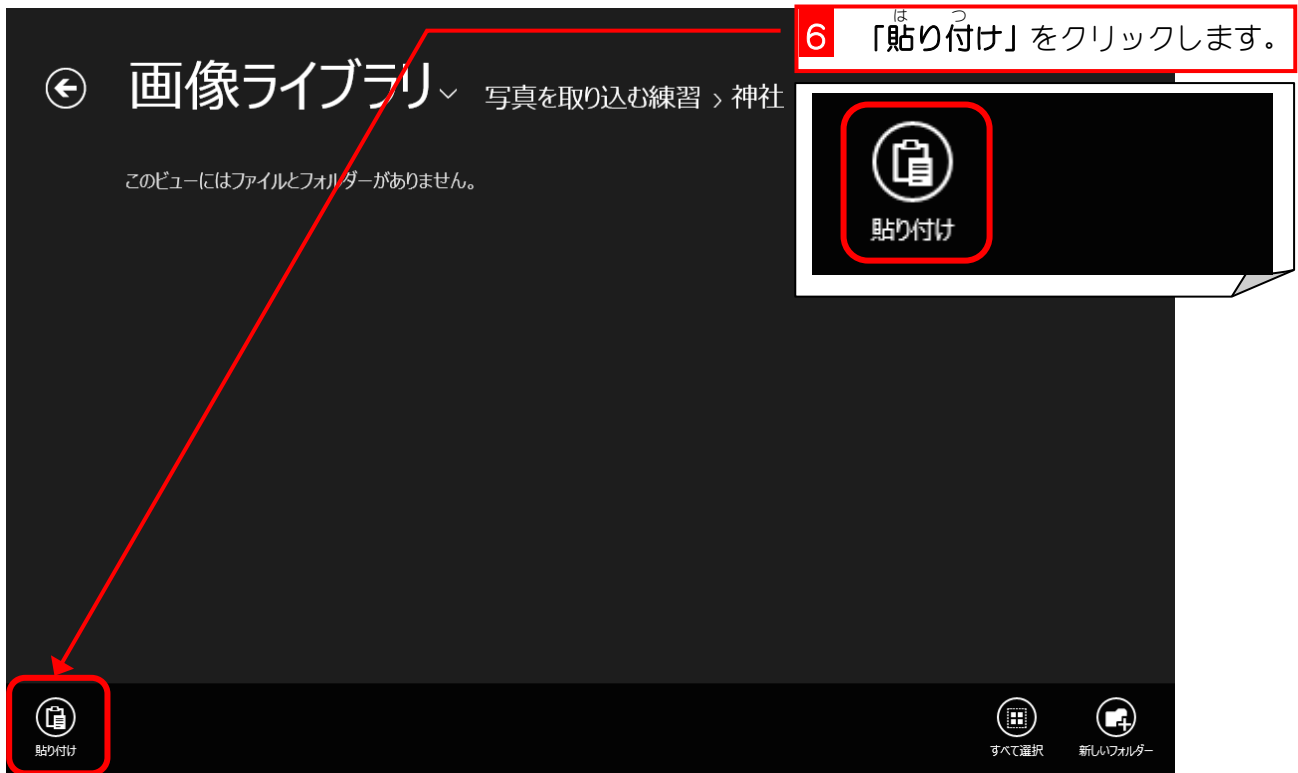 は つ
6 「貼り付け」をクリックします。
画像ライブラリ 写真を取り込む練習 > 神社
このビューにはファイルとフォルダーがありません。
貼り付け
貼り付け
すべて選択
新しいフォルダー